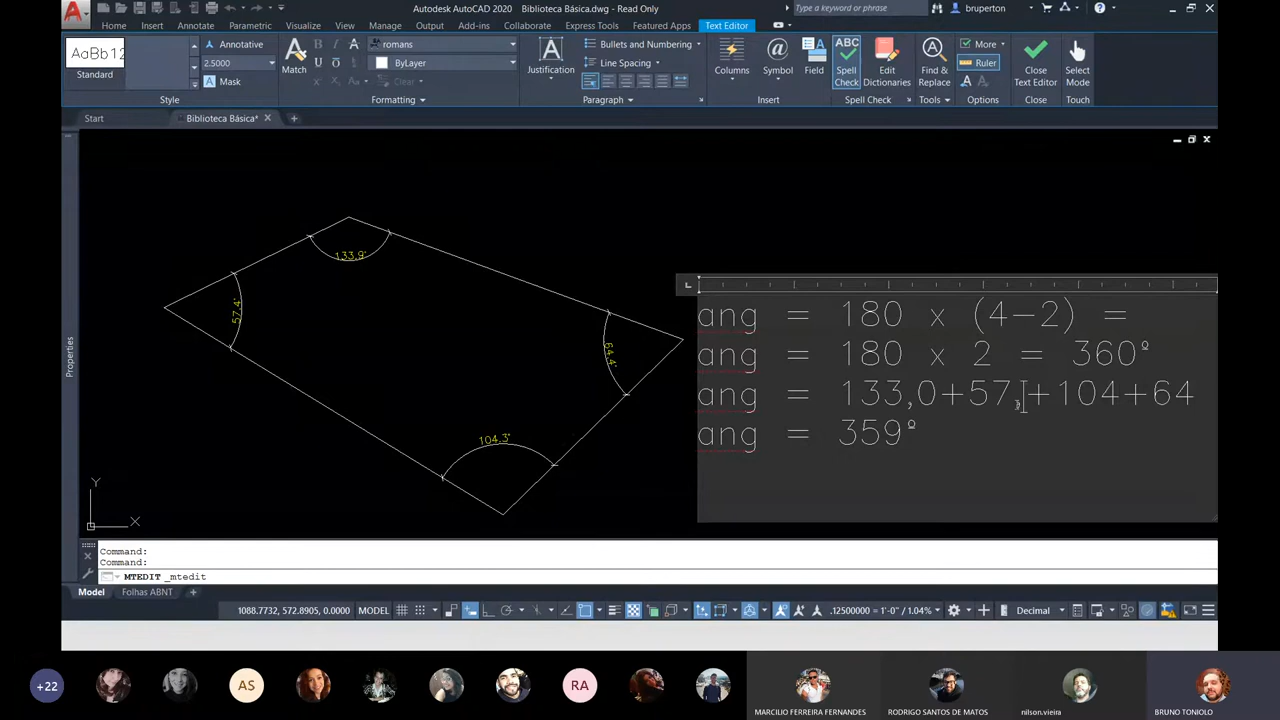 Autodesk AutoCAD 2020 Biblioteca Básica.dwg - Read Only
Type a keyword or phrase
bruperton
Home Insert Annotate Parametric View Manage Output Add-ins Collaborate Express Tools Featured Apps Text Editor
AaBb12
Standard
Annotative
2.5000
Mask
Style
Match
romans
ByLayer
Clear
Formatting
Justification
Bullets and Numbering
Line Spacing
Paragraph
Columns
Symbol
Field
Insert
ABC
Spell
Check
Edit
Dictionaries
Spell Check
Find &
Replace
Tools
More
Ruler
Options
Close
Text Editor
Close
Select
Mode
Touch
Start
Biblioteca Básica*
Properties
133.9°
57.4°
64.4°
104.3°
ang = 180 x (4-2) =
ang = 180 x 2 = 360º
ang = 133,0+57,+104+64
ang = 359º
Y
X
Command:
Command:
MTEDIT _mtedit
Model
Folhas ABNT
1088.7732, 572.8905, 0.0000 MODEL
.12500000 = 1'-0" / 1.04%
Decimal
+22
AS
RA
MARCILIO FERREIRA FERNANDES
RODRIGO SANTOS DE MATOS
nilson.vieira
BRUNO TONIOLO